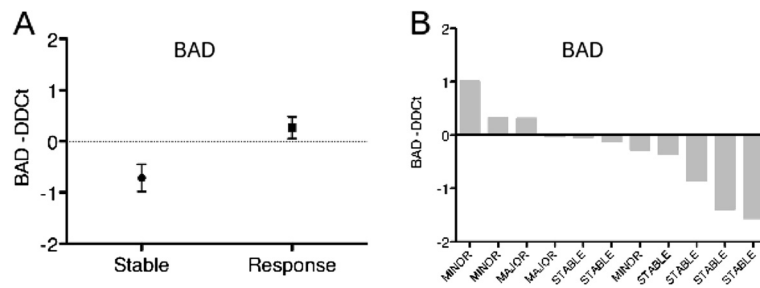 A
BAD
BAD -DDCt
2
1
0
-1
-2
Stable Response
B
BAD
BAD -DDCt
2
1
0
-1
-2
MINOR MINOR MAJOR MAJOR STABLE STABLE MINOR STABLE STABLE STABLE STABLE